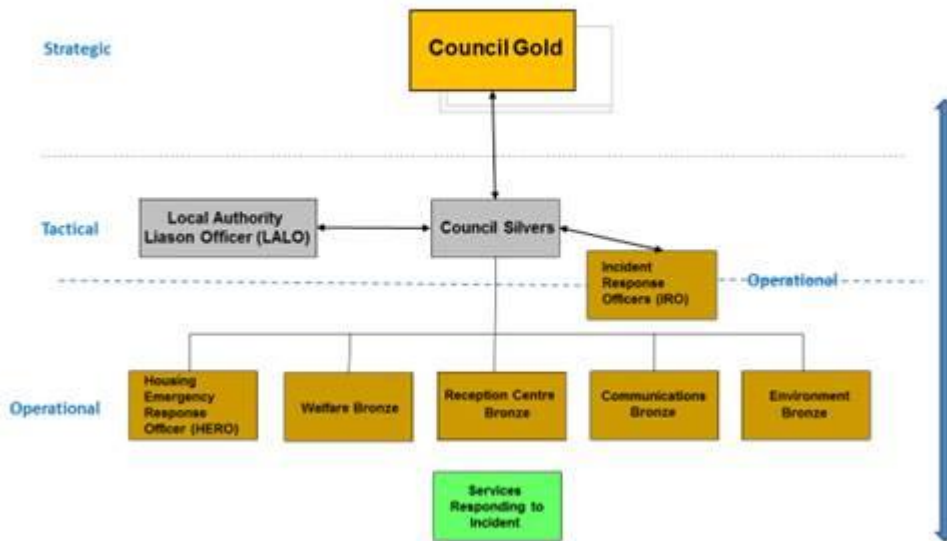 Strategic
Council Gold
Tactical
Local Authority
Liason Officer (LALO)
Council Silvers
Incident
Response
Officers (IRO)
Operational
Operational
Housing
Emergency
Response
Officer (HERO)
Welfare Bronze
Reception Centre
Bronze
Communications
Bronze
Environment
Bronze
Services
Responding to
Incident